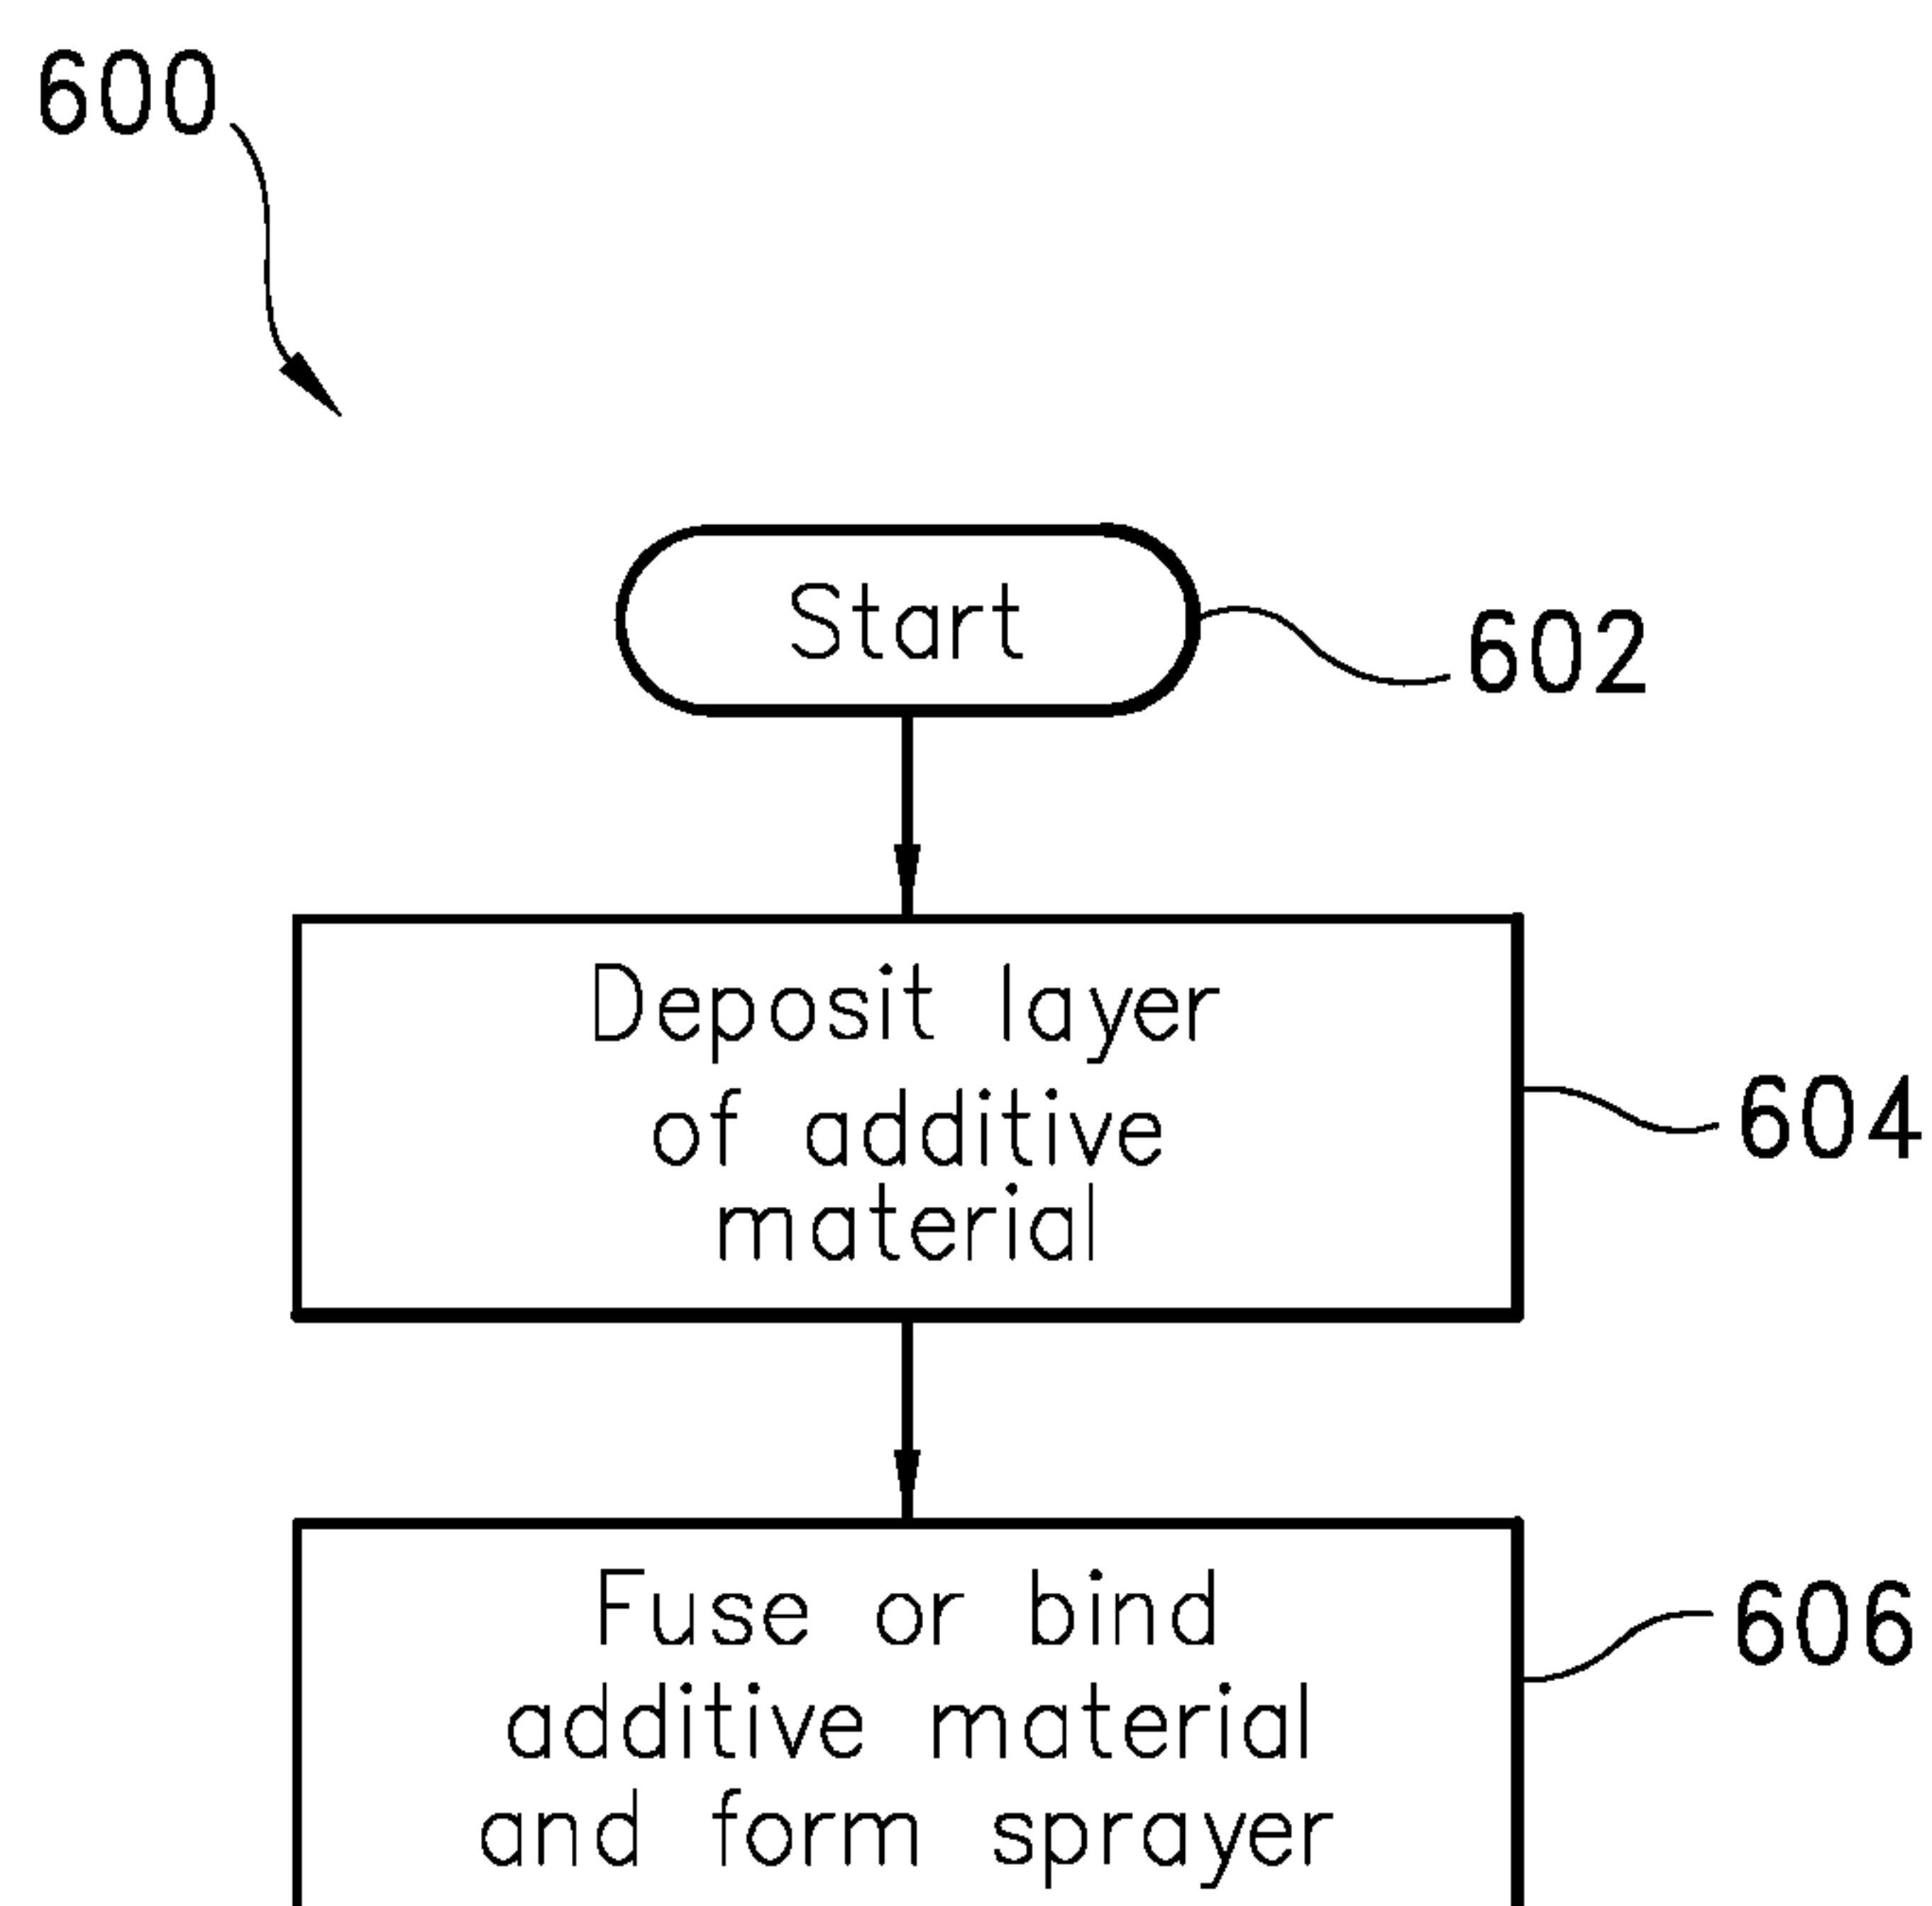 600
Start
602
Deposit layer
of additive
material
604
Fuse or bind
additive material
and form sprayer
606